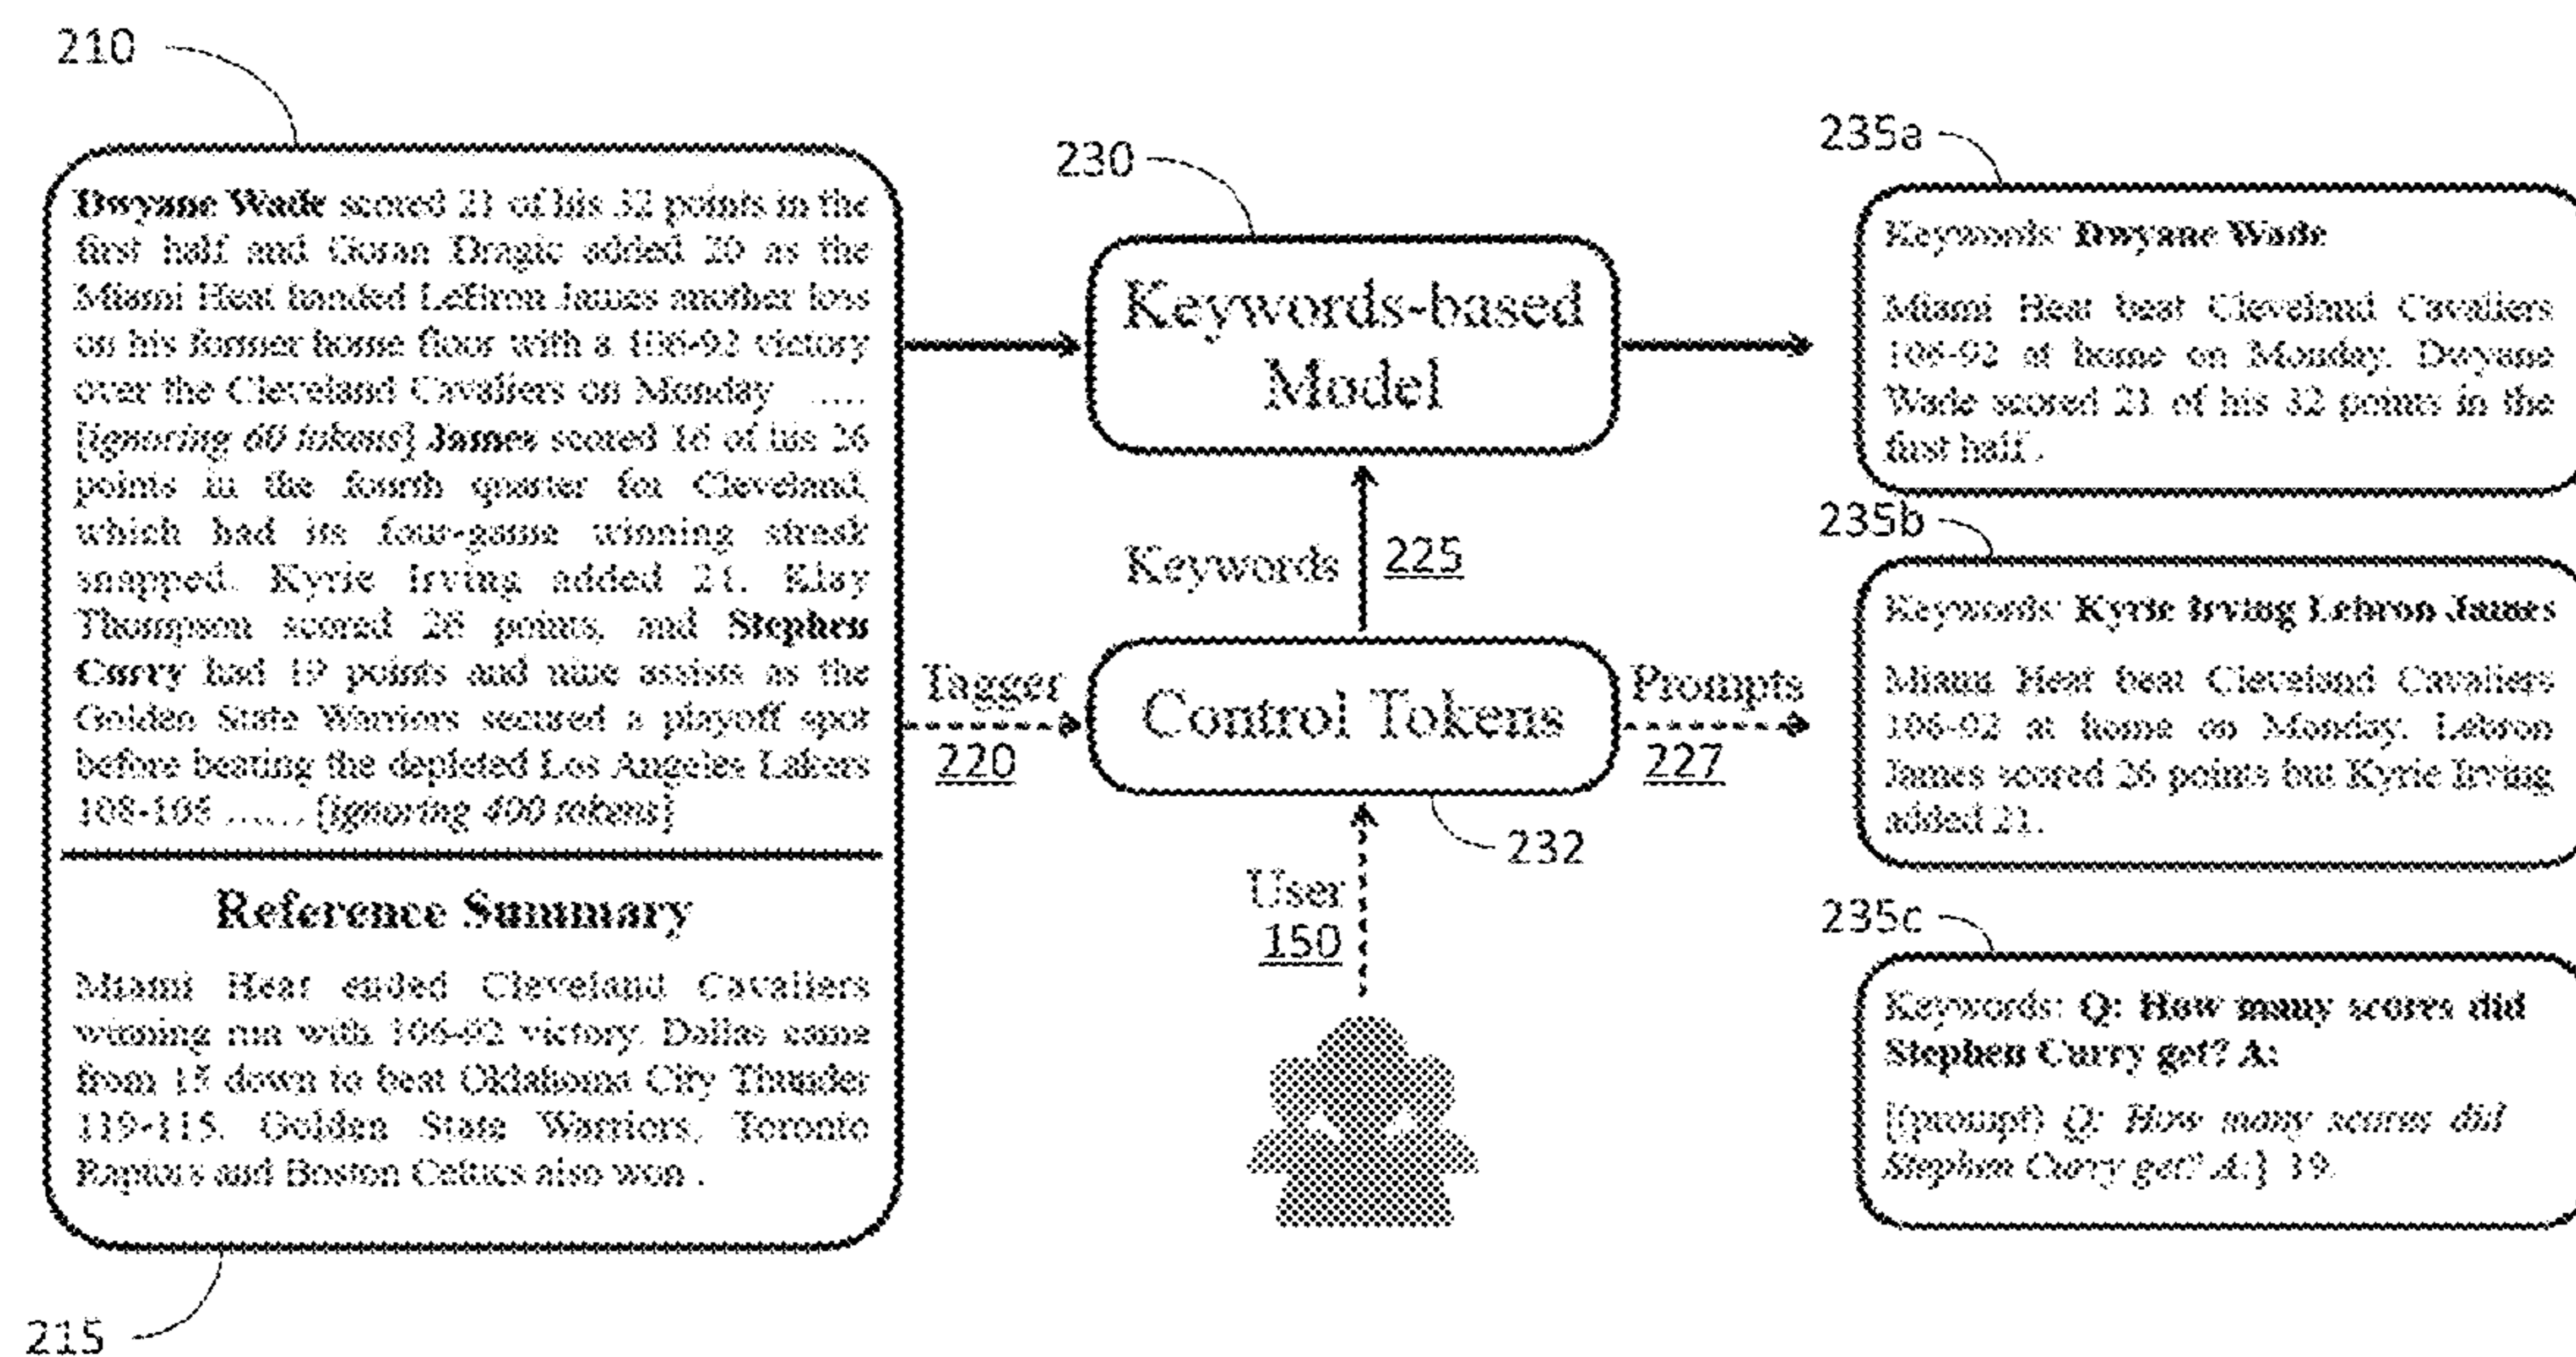 210
Dwyane Wade scored 21 of his 32 points in the
first half and Goran Dragic added 20 as the
Miami Heat handed LeBron James another loss
on his former home floor with a 106-92 victory
over the Cleveland Cavaliers on Monday .....
[ignoring 60 tokens] James scored 16 of his 26
points in the fourth quarter for Cleveland,
which had its four-game winning streak
snapped. Kyrie Irving added 21. Klay
Thompson scored 26 points, and Stephen
Curry had 19 points and nine assists as the
Golden State Warriors secured a playoff spot
before beating the depleted Los Angeles Lakers
108-105 ...... [ignoring 400 tokens]
Reference Summary
Miami Heat ended Cleveland Cavaliers
winning run with 106-92 victory. Dallas came
from 15 down to beat Oklahoma City Thunder
119-115. Golden State Warriors, Toronto
Raptors and Boston Celtics also won .
215
230
Keywords-based
Model
Keywords 225
Tagger
220
Control Tokens
Prompts
227
232
User
150
235a
Keywords: Dwyane Wade
Miami Heat beat Cleveland Cavaliers
106-92 at home on Monday. Dwyane
Wade scored 21 of his 32 points in the
first half .
235b
Keywords: Kyrie Irving Lebron James
Miami Heat beat Cleveland Cavaliers
106-92 at home on Monday. Lebron
James scored 26 points but Kyrie Irving
added 21.
235c
Keywords: Q: How many scores did
Stephen Curry get? A:
[(prompt) Q: How many scores did
Stephen Curry get? A:] 19.